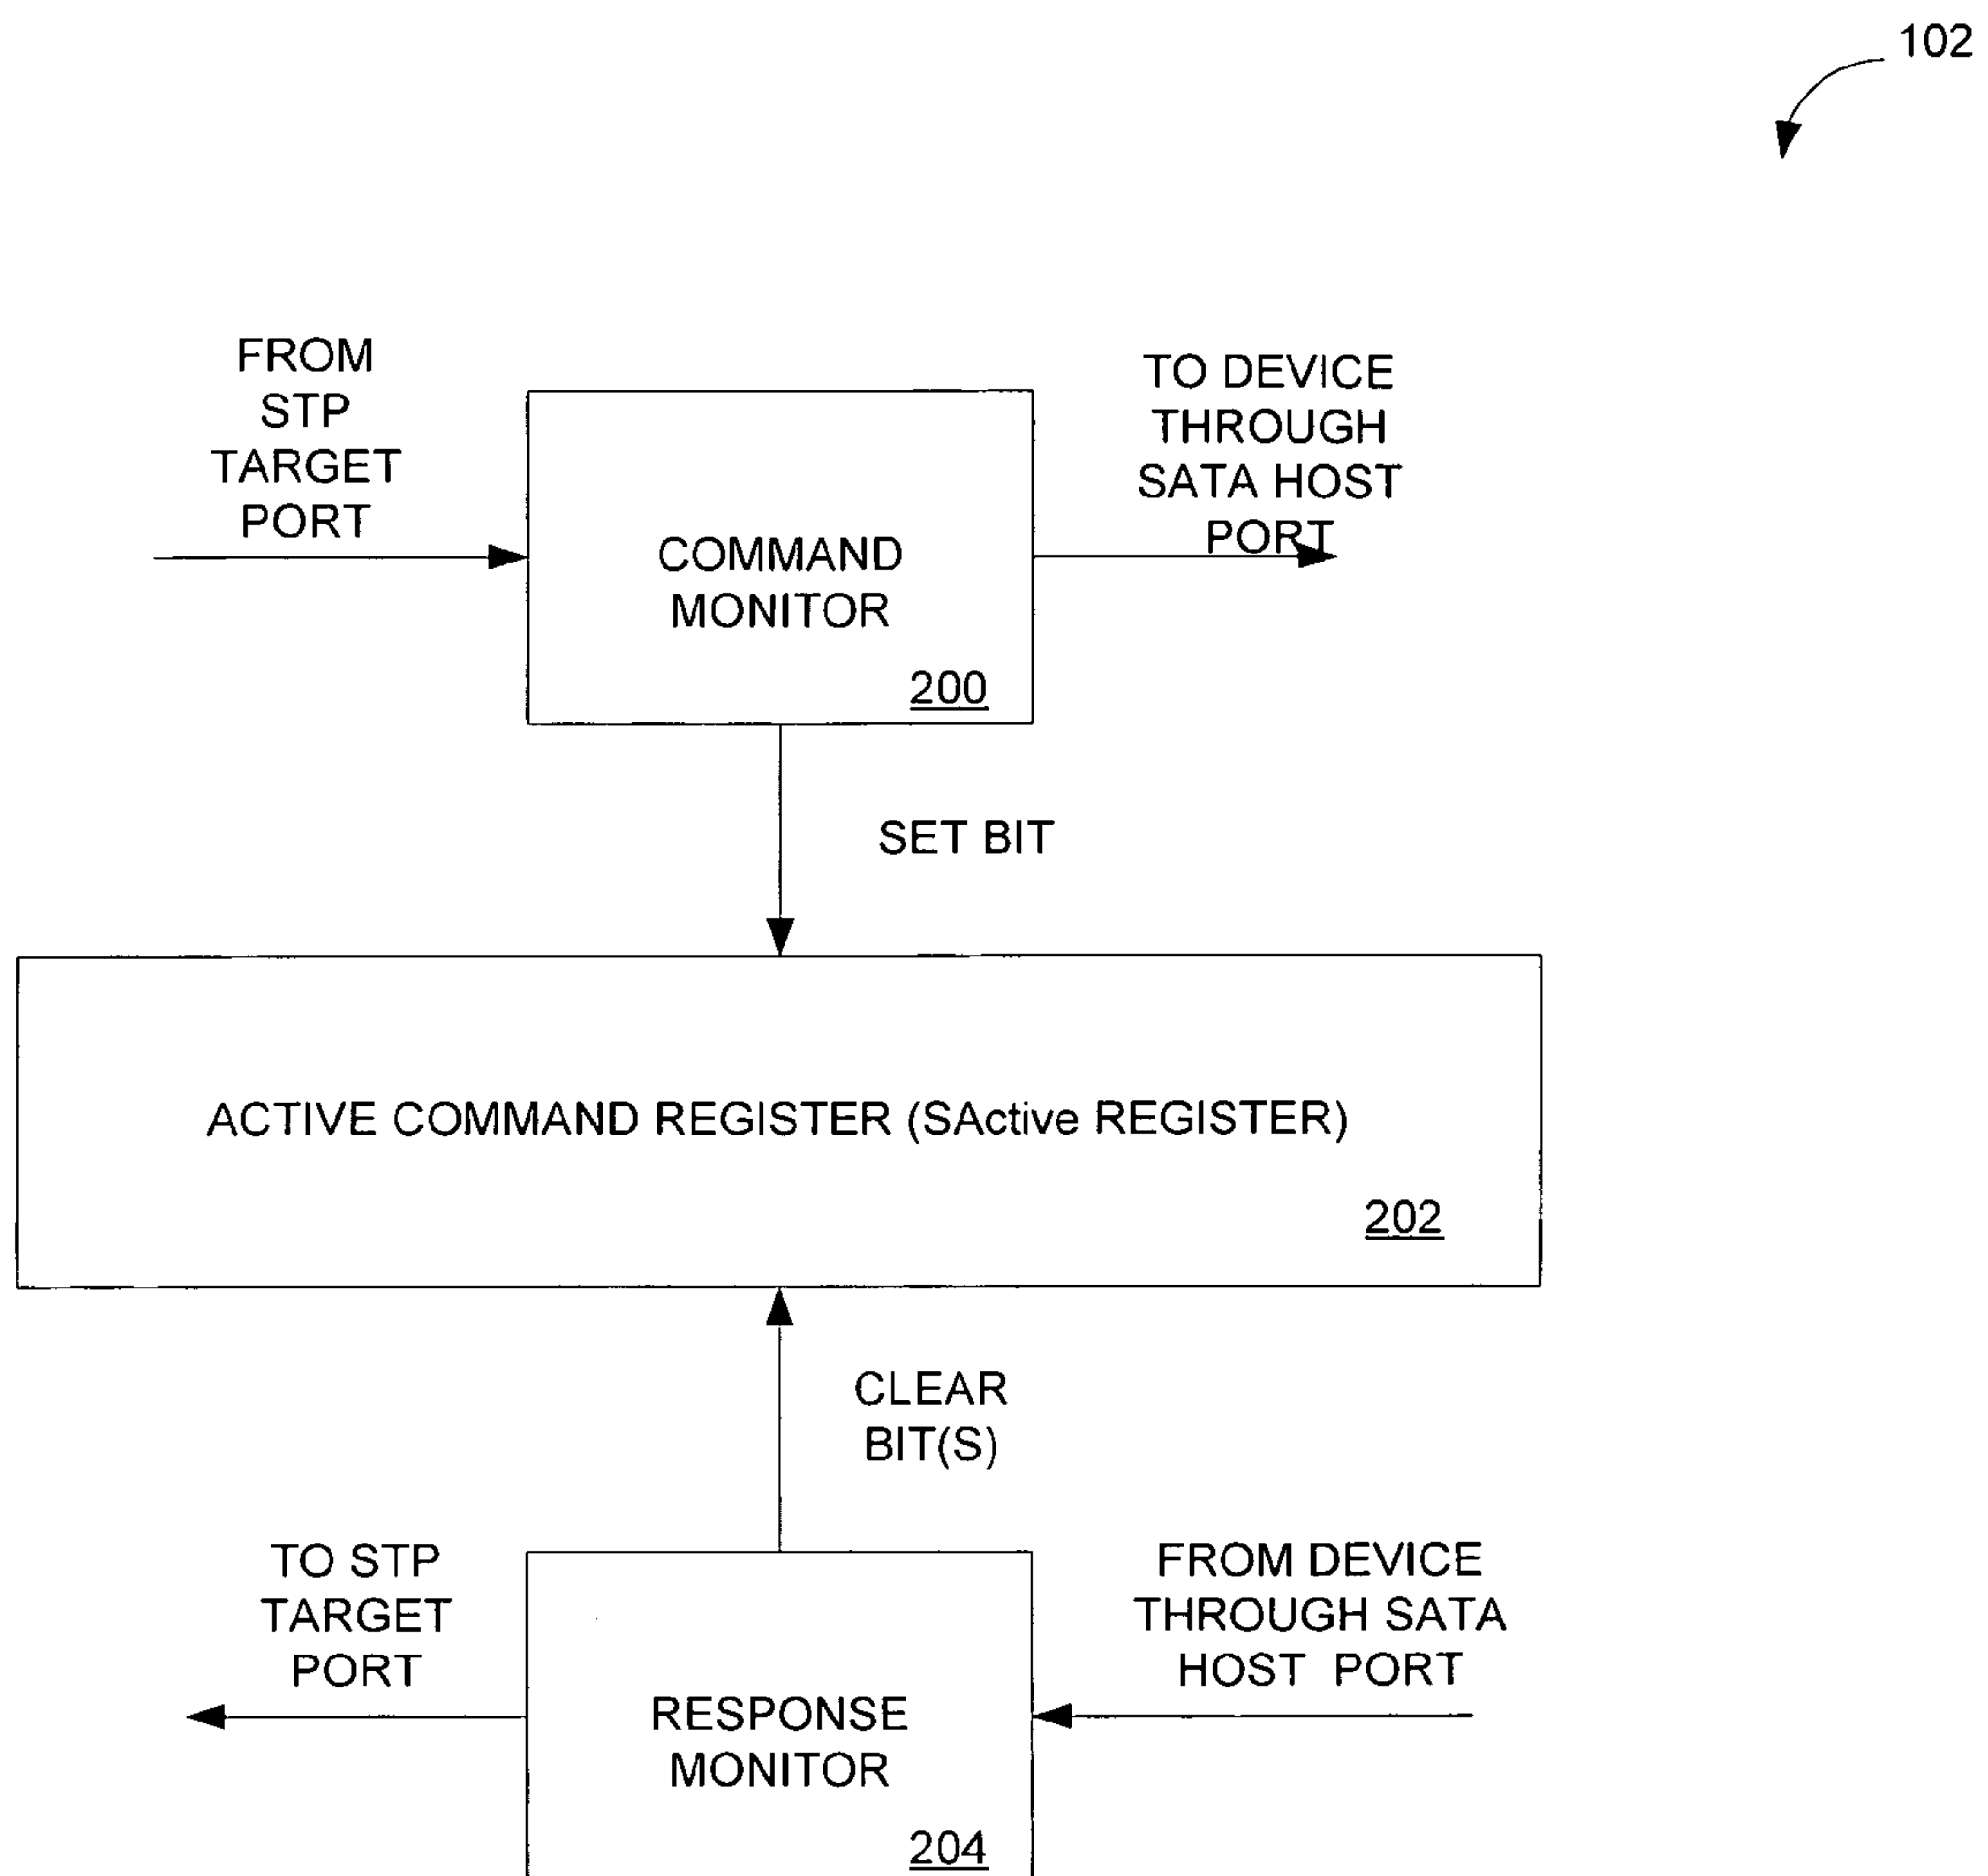 102
FROM
STP
TARGET
PORT
TO DEVICE
THROUGH
SATA HOST
PORT
COMMAND
MONITOR
200
SET BIT
ACTIVE COMMAND REGISTER (SActive REGISTER)
202
CLEAR
BIT(S)
TO STP
TARGET
PORT
FROM DEVICE
THROUGH SATA
HOST PORT
RESPONSE
MONITOR
204